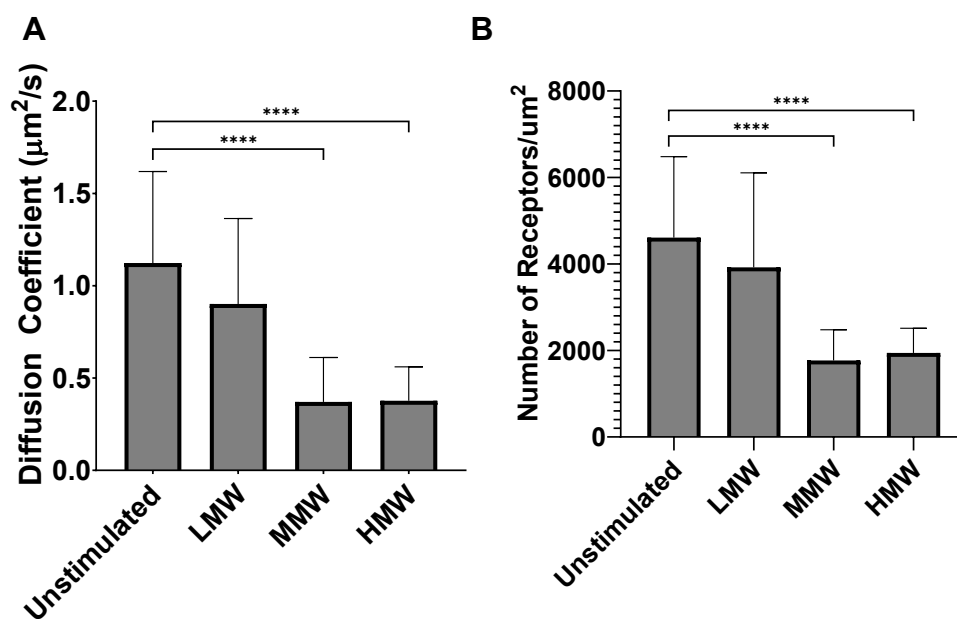 A
Diffusion Coefficient (μm²/s)
2.0
1.5
1.0
0.5
0.0
****
****
Unstimulated
LMW
MMW
HMW
B
Number of Receptors/um²
8000
6000
4000
2000
0
****
****
Unstimulated
LMW
MMW
HMW